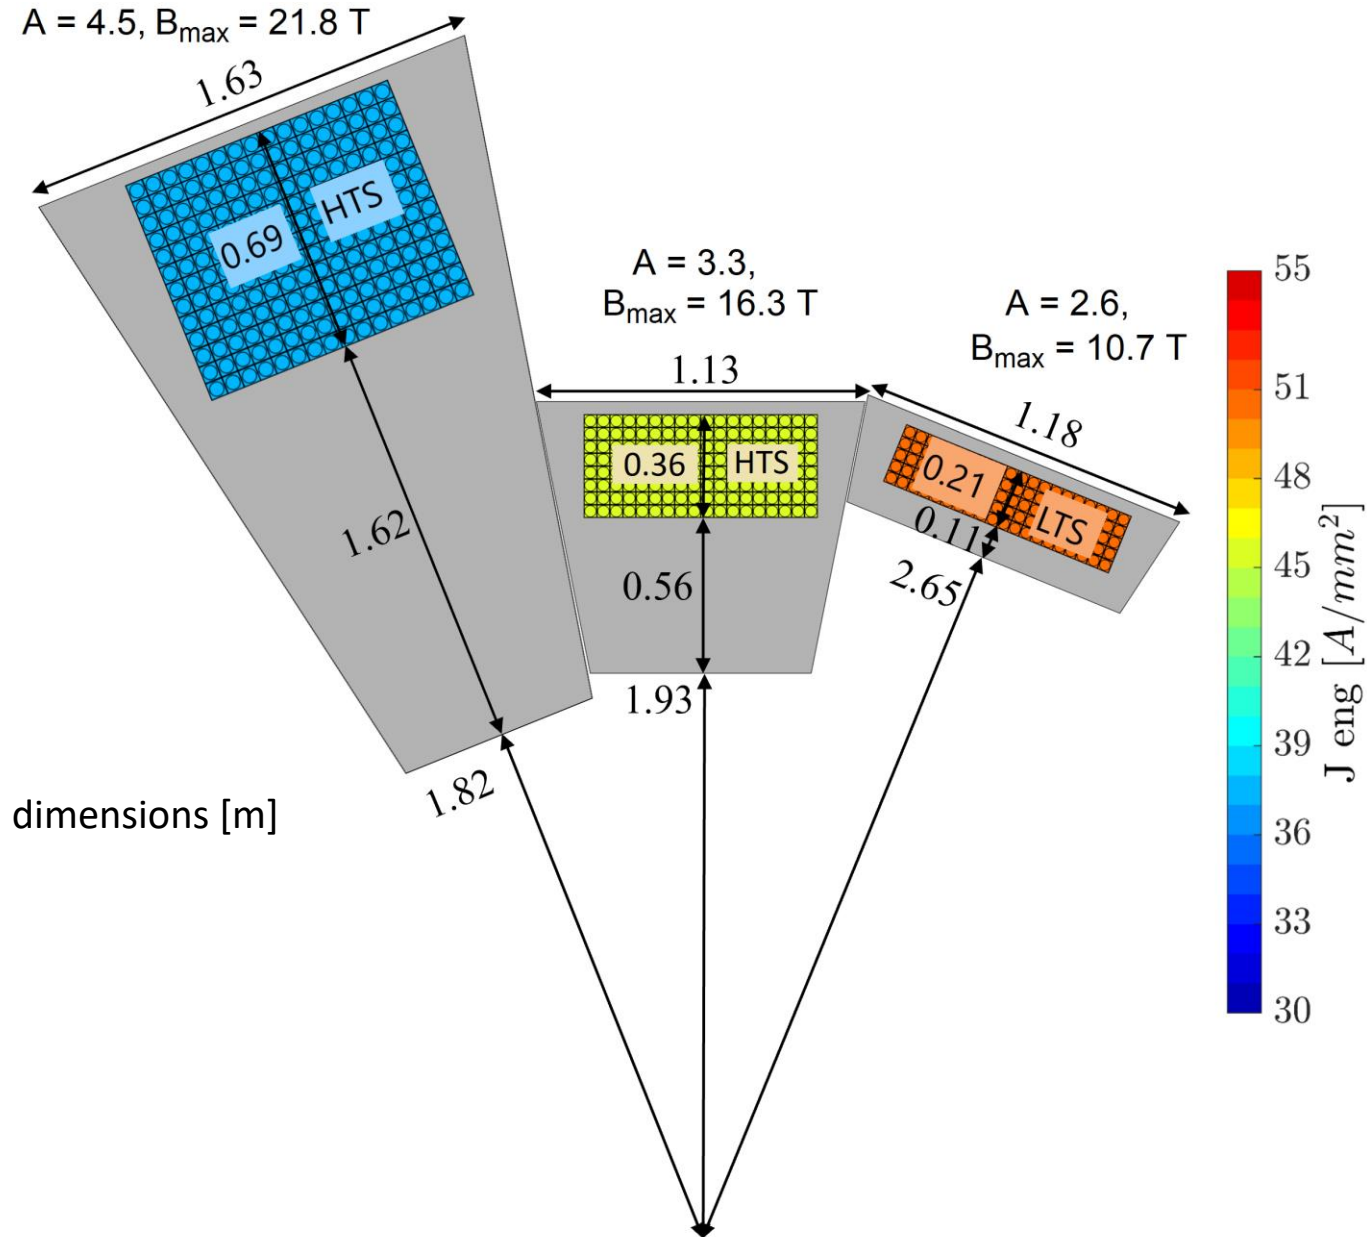 A = 4.5, Bmax = 21.8 T
1.63
0.69
HTS
1.62
1.82
A = 3.3,
Bmax = 16.3 T
1.13
0.36
HTS
0.56
1.93
A = 2.6,
Bmax = 10.7 T
1.18
0.21
LTS
0.11
2.65
dimensions [m]
55
51
48
45
42
39
36
33
30
J eng [A/mm²]